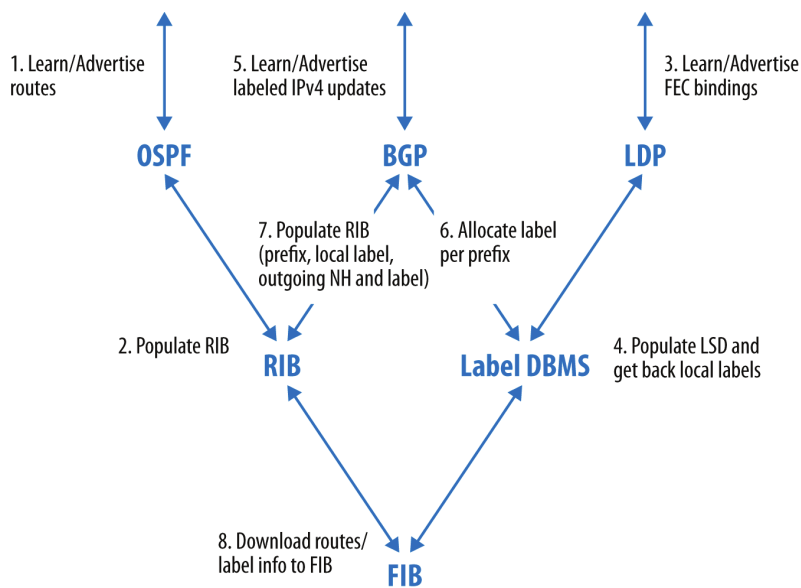 1. Learn/Advertise
routes
5. Learn/Advertise
labeled IPv4 updates
3. Learn/Advertise
FEC bindings
OSPF
BGP
LDP
7. Populate RIB
(prefix, local label,
outgoing NH and label)
6. Allocate label
per prefix
2. Populate RIB
RIB
Label DBMS
4. Populate LSD and
get back local labels
8. Download routes/
label info to FIB
FIB